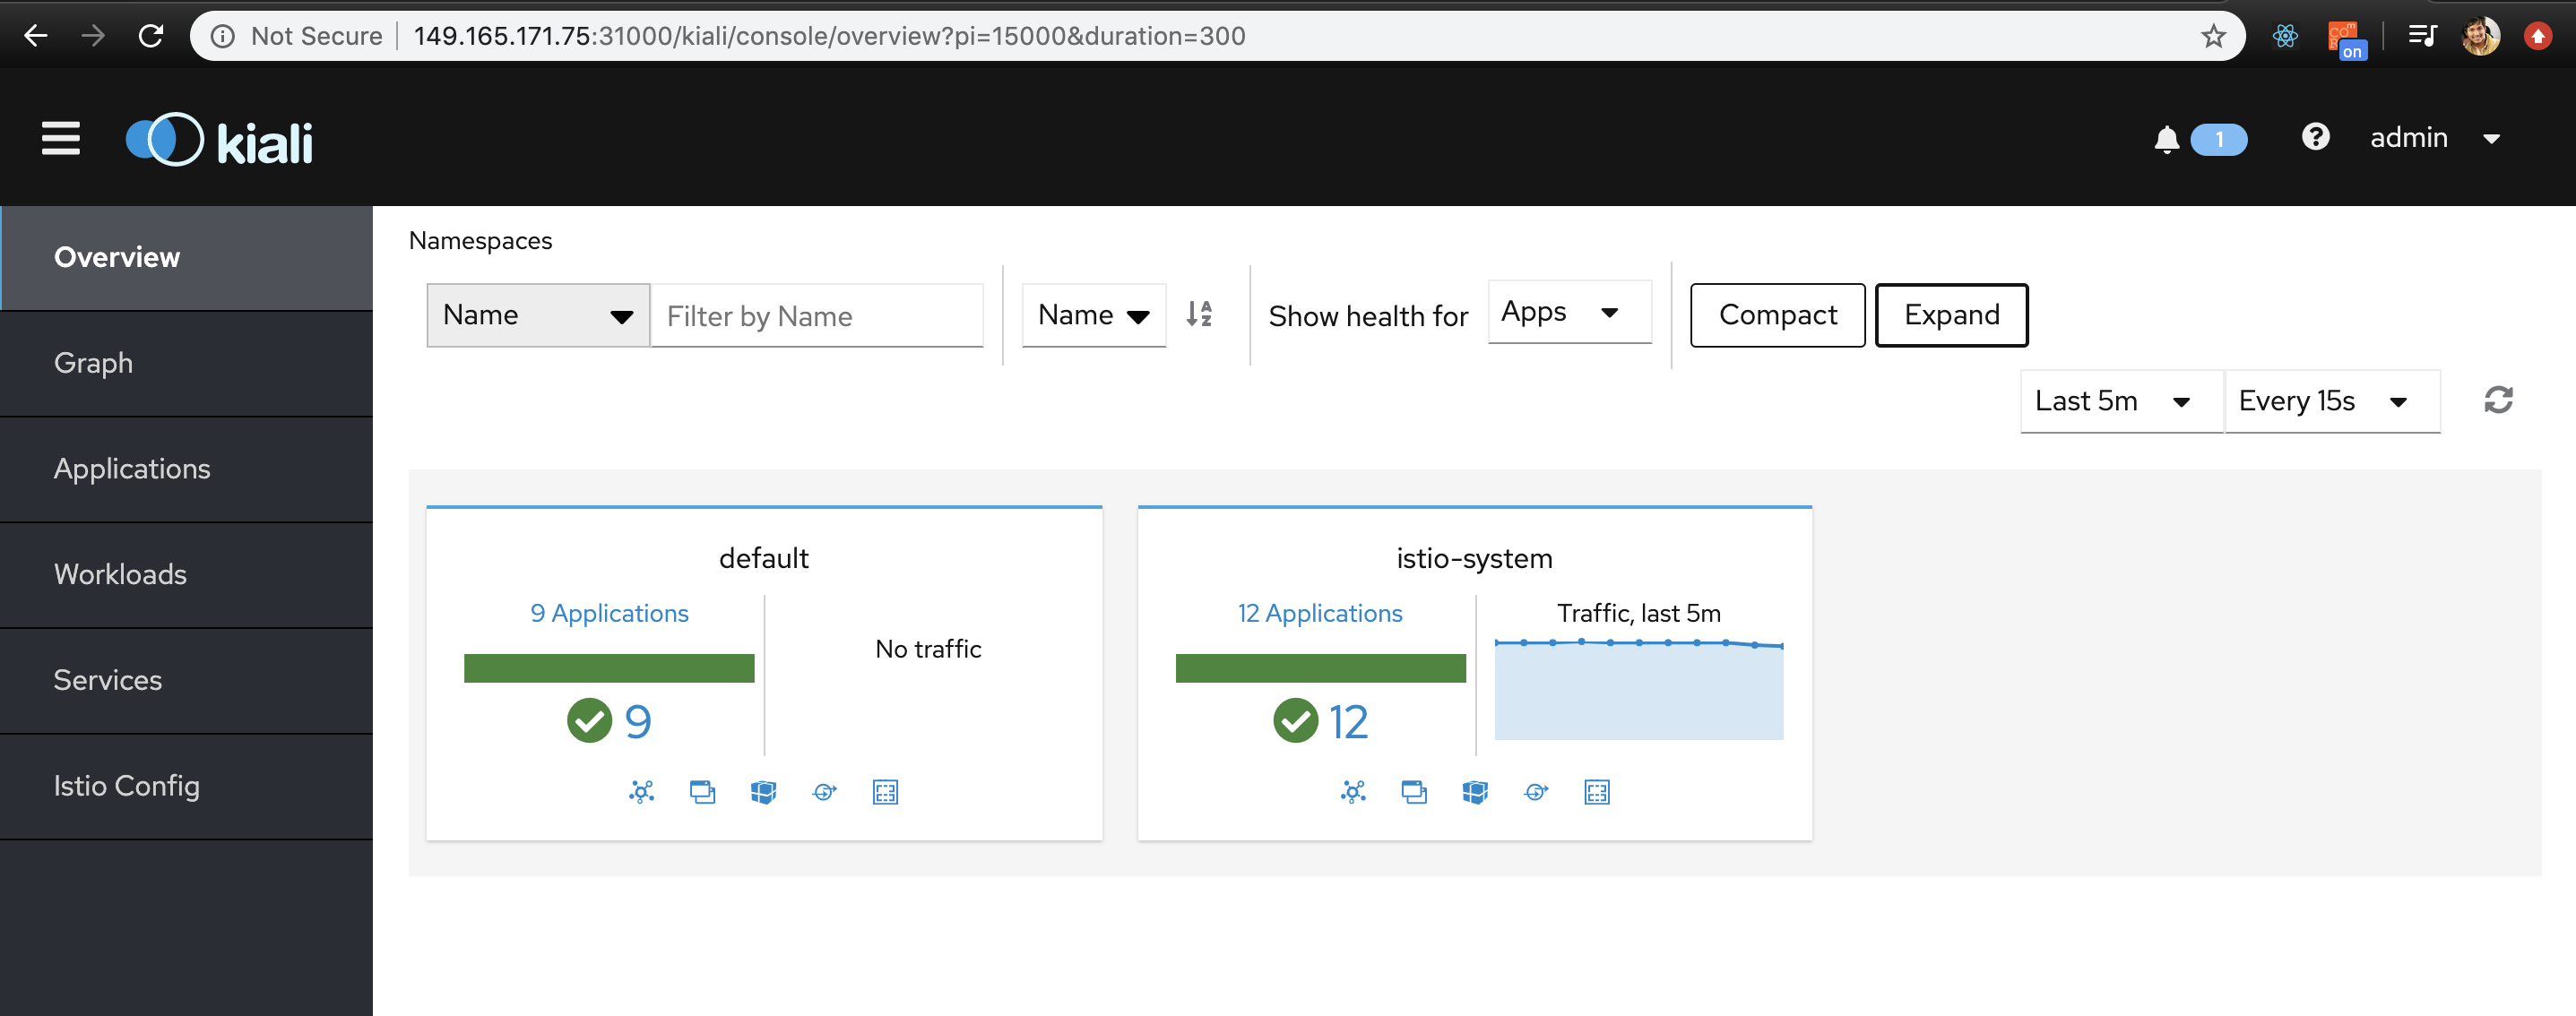 Not Secure 149.165.171.75:31000/kiali/console/overview?pi=15000&duration=300
on
kiali
1
admin
Overview
Graph
Applications
Workloads
Services
Istio Config
Namespaces
Name Filter by Name Name Show health for Apps Compact Expand
Last 5m Every 15s
default
9 Applications
No traffic
9
istio-system
12 Applications
Traffic, last 5m
12